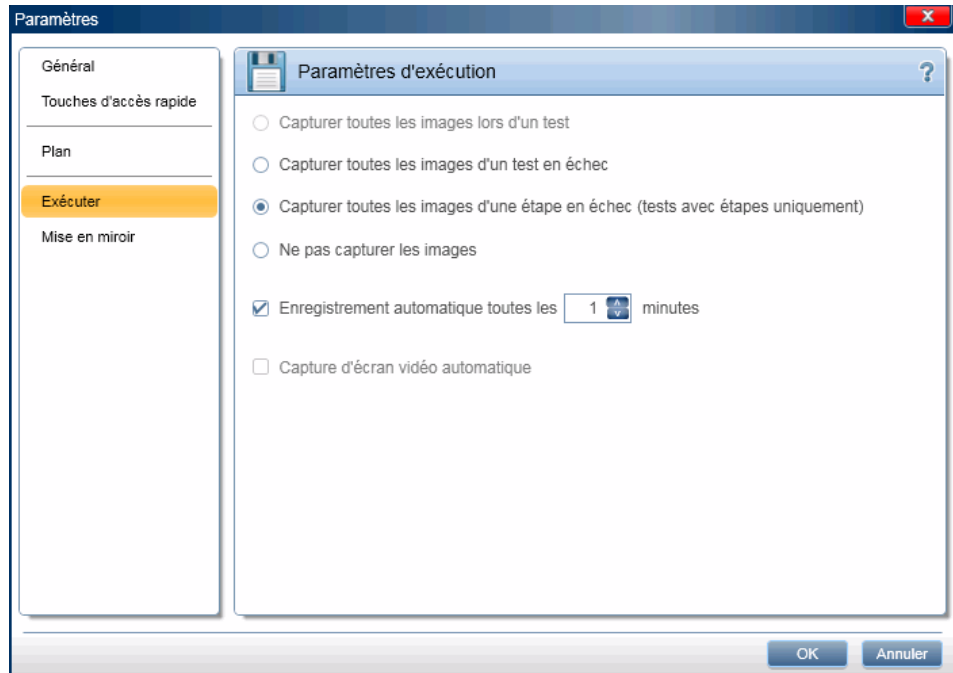 Paramètres
Général
Touches d'accès rapide
Plan
Exécuter
Mise en miroir
Paramètres d'exécution
?
Capturer toutes les images lors d'un test
Capturer toutes les images d'un test en échec
Capturer toutes les images d'une étape en échec (tests avec étapes uniquement)
Ne pas capturer les images
Enregistrement automatique toutes les 1 minutes
Capture d'écran vidéo automatique
OK
Annuler